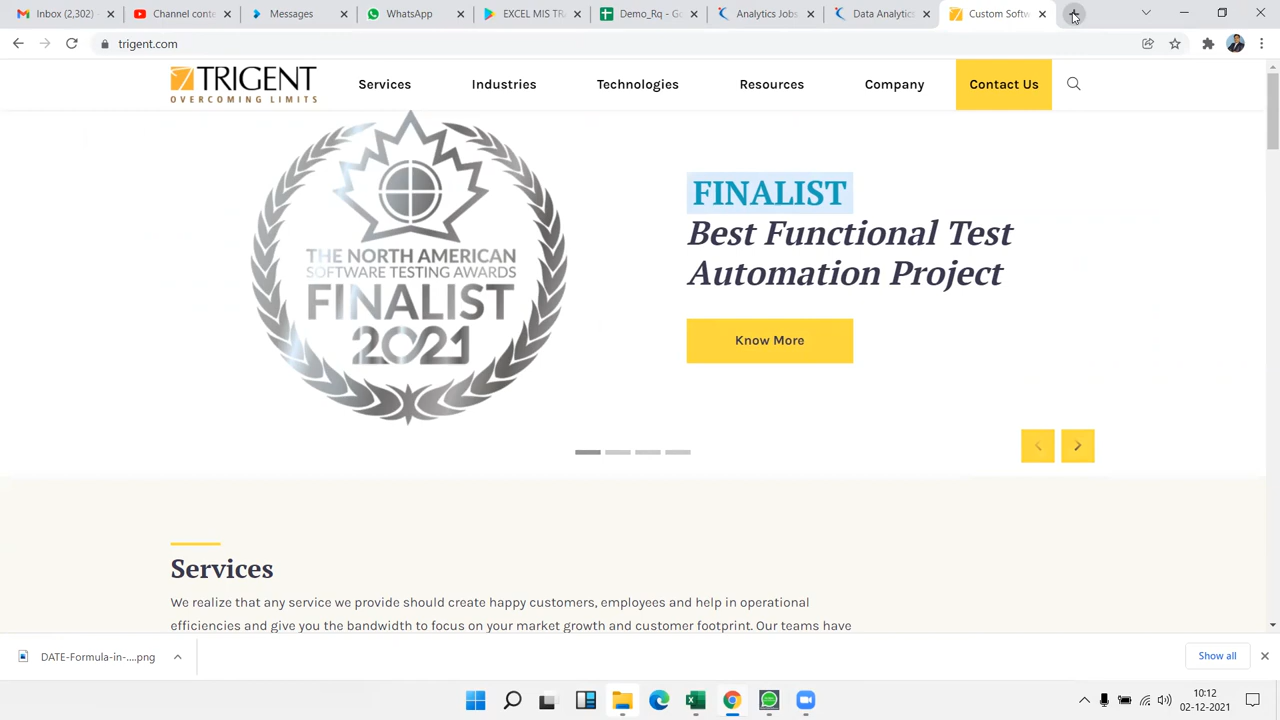 Inbox (2,302)
Channel conte
Messages
WhatsApp
EXCEL MIS TRA
Demo_Rq - Go
Analytics Jobs
Data Analytics
Custom Softw
trigent.com
TRIGENT
OVERCOMING LIMITS
Services
Industries
Technologies
Resources
Company
Contact Us
THE NORTH AMERICAN
SOFTWARE TESTING AWARDS
FINALIST
2021
FINALIST
Best Functional Test
Automation Project
Know More
Services
We realize that any service we provide should create happy customers, employees and help in operational
efficiencies and give you the bandwidth to focus on your market growth and customer footprint. Our teams have
DATE-Formula-in-....png
Show all
10:12
02-12-2021